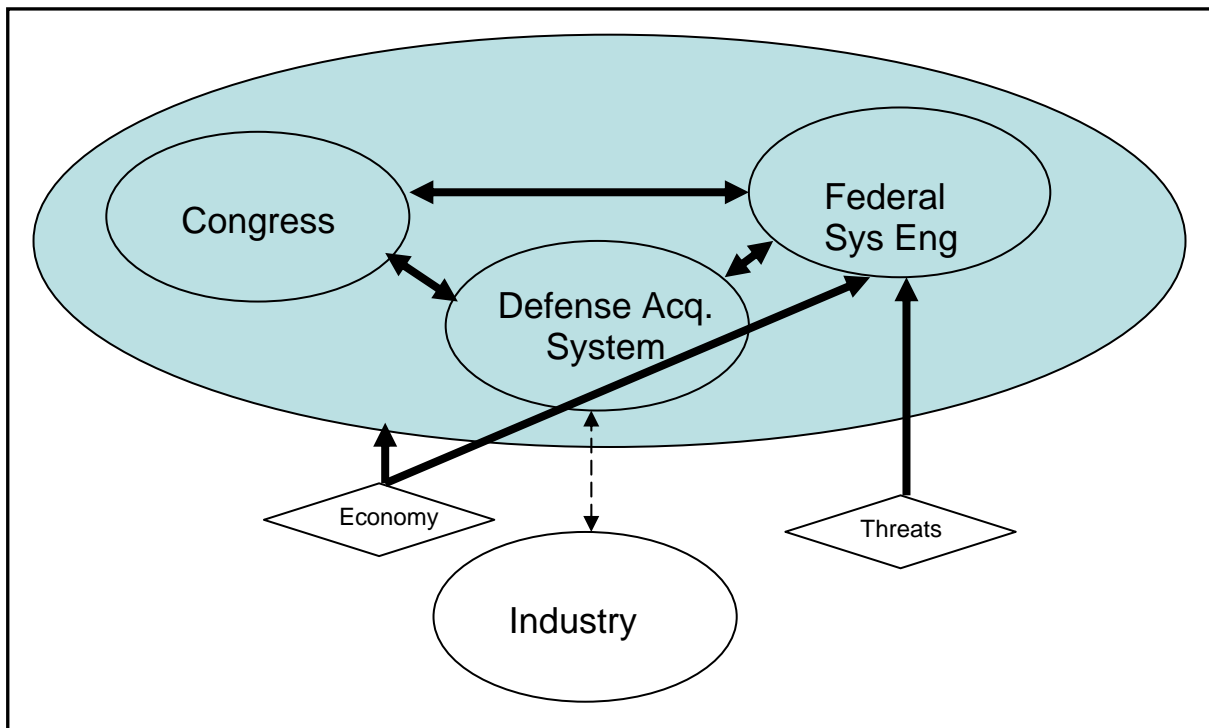 Congress
Federal
Sys Eng
Defense Acq.
System
Economy
Threats
Industry